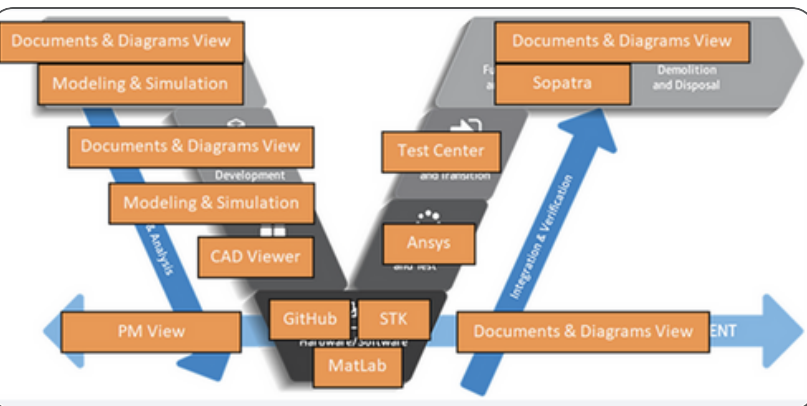 Documents & Diagrams View
Modeling & Simulation
Documents & Diagrams View
Sopatra
Demolition
and Disposal
Documents & Diagrams View
Development
Modeling & Simulation
& Analysis
CAD Viewer
Test Center
and Transition
Ansys
and Test
Integration & Verification
PM View
GitHub
STK
Hardware/Software
MatLab
Documents & Diagrams View
ENT